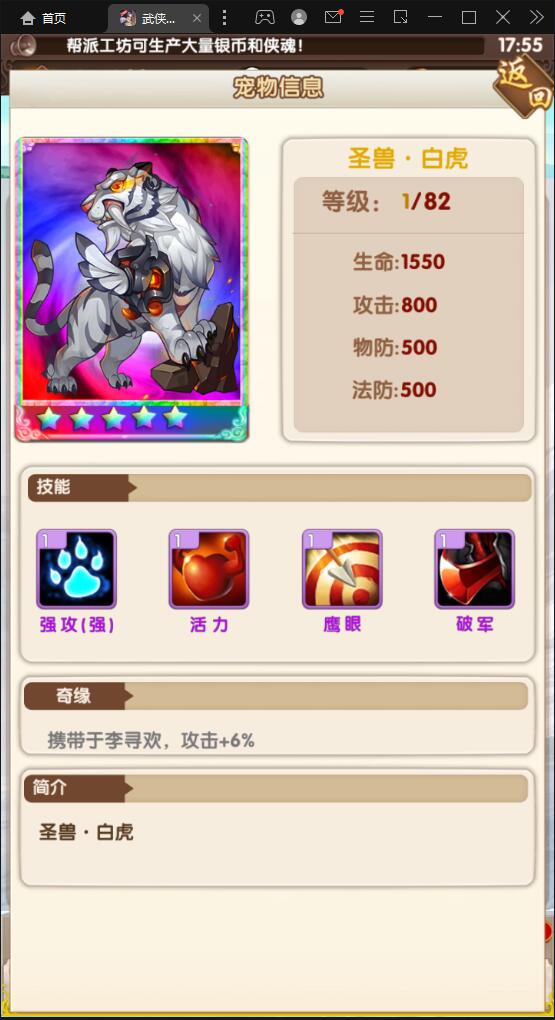 首页
武侠...
帮派工坊可生产大量银币和侠魂！
17:55
宠物信息
返回
圣兽·白虎
等级： 1/82
生命:1550
攻击:800
物防:500
法防:500
技能
1 1 1 1
强攻(强) 活力 鹰眼 破军
奇缘
携带于李寻欢，攻击+6%
简介
圣兽·白虎